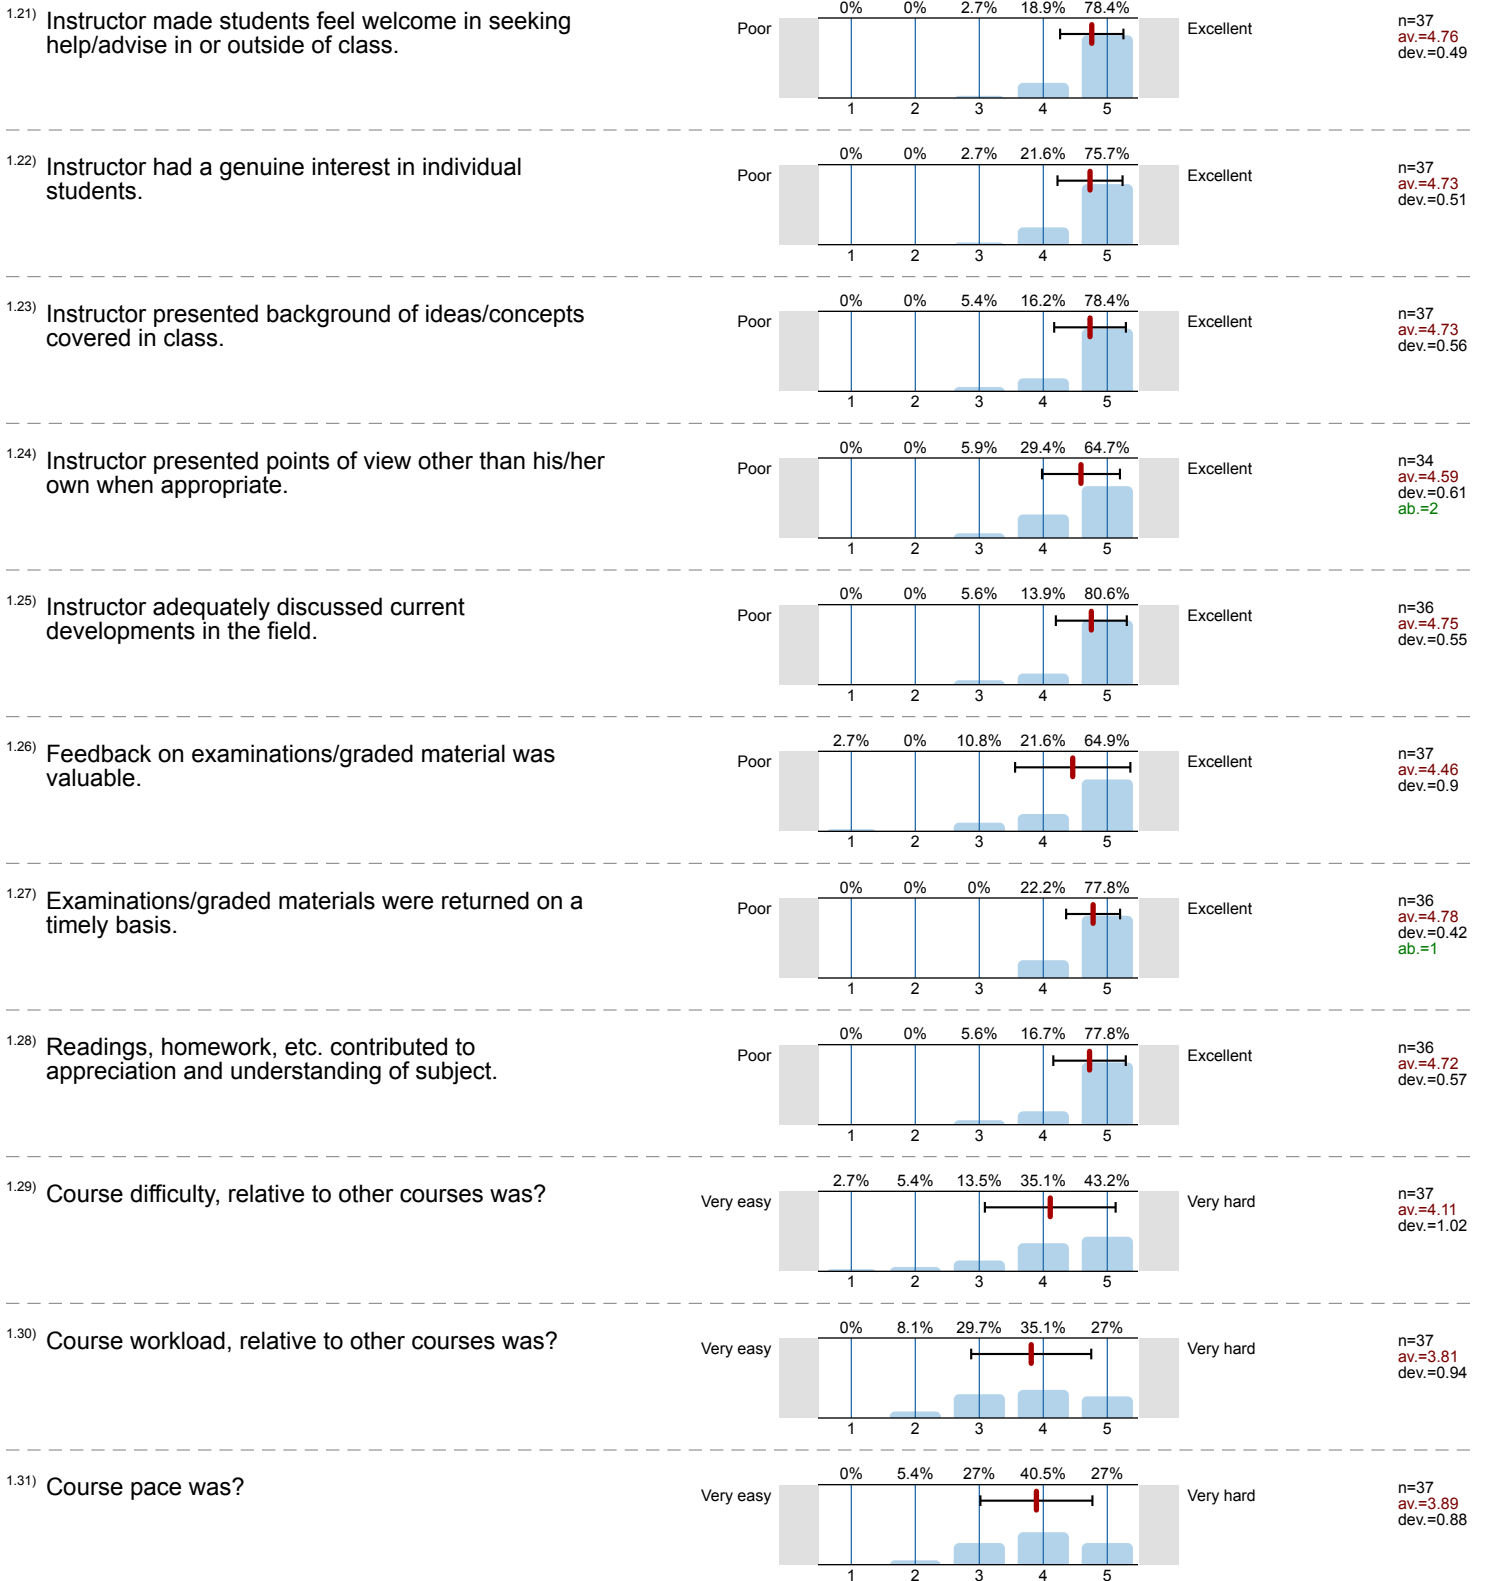 1.21) Instructor made students feel welcome in seeking
help/advise in or outside of class.
0% 0% 2.7% 18.9% 78.4%
Poor Excellent
1 2 3 4 5
n=37
av.=4.76
dev.=0.49
1.22) Instructor had a genuine interest in individual
students.
0% 0% 2.7% 21.6% 75.7%
Poor Excellent
1 2 3 4 5
n=37
av.=4.73
dev.=0.51
1.23) Instructor presented background of ideas/concepts
covered in class.
0% 0% 5.4% 16.2% 78.4%
Poor Excellent
1 2 3 4 5
n=37
av.=4.73
dev.=0.56
1.24) Instructor presented points of view other than his/her
own when appropriate.
0% 0% 5.9% 29.4% 64.7%
Poor Excellent
1 2 3 4 5
n=34
av.=4.59
dev.=0.61
ab.=2
1.25) Instructor adequately discussed current
developments in the field.
0% 0% 5.6% 13.9% 80.6%
Poor Excellent
1 2 3 4 5
n=36
av.=4.75
dev.=0.55
1.26) Feedback on examinations/graded material was
valuable.
2.7% 0% 10.8% 21.6% 64.9%
Poor Excellent
1 2 3 4 5
n=37
av.=4.46
dev.=0.9
1.27) Examinations/graded materials were returned on a
timely basis.
0% 0% 0% 22.2% 77.8%
Poor Excellent
1 2 3 4 5
n=36
av.=4.78
dev.=0.42
ab.=1
1.28) Readings, homework, etc. contributed to
appreciation and understanding of subject.
0% 0% 5.6% 16.7% 77.8%
Poor Excellent
1 2 3 4 5
n=36
av.=4.72
dev.=0.57
1.29) Course difficulty, relative to other courses was?
2.7% 5.4% 13.5% 35.1% 43.2%
Very easy Very hard
1 2 3 4 5
n=37
av.=4.11
dev.=1.02
1.30) Course workload, relative to other courses was?
0% 8.1% 29.7% 35.1% 27%
Very easy Very hard
1 2 3 4 5
n=37
av.=3.81
dev.=0.94
1.31) Course pace was?
0% 5.4% 27% 40.5% 27%
Very easy Very hard
1 2 3 4 5
n=37
av.=3.89
dev.=0.88